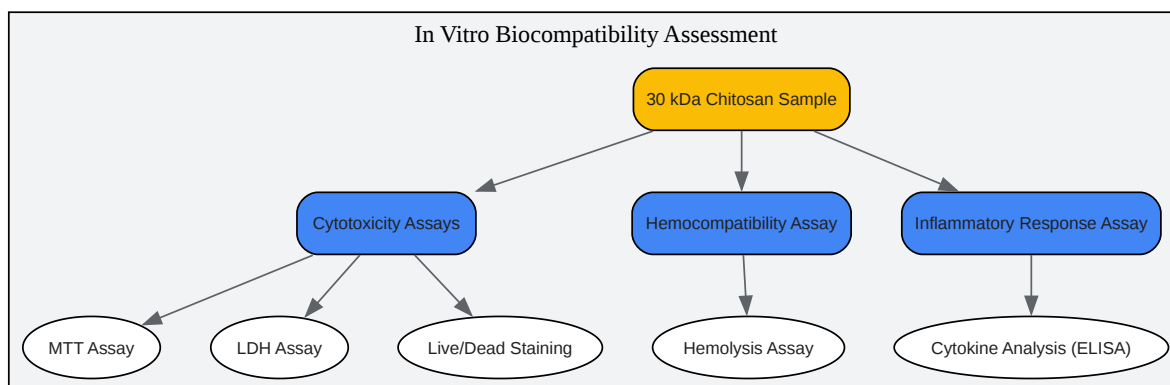 In Vitro Biocompatibility Assessment
30 kDa Chitosan Sample
Cytotoxicity Assays
Hemocompatibility Assay
Inflammatory Response Assay
MTT Assay
LDH Assay
Live/Dead Staining
Hemolysis Assay
Cytokine Analysis (ELISA)